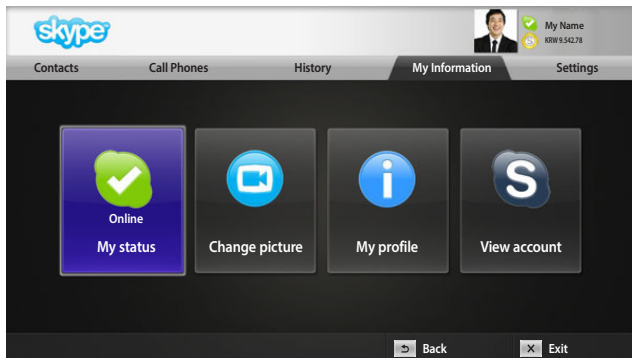 skype
My Name
KRW 9.542.78
Contacts Call Phones History My Information Settings
Online
My status Change picture My profile View account
Back Exit